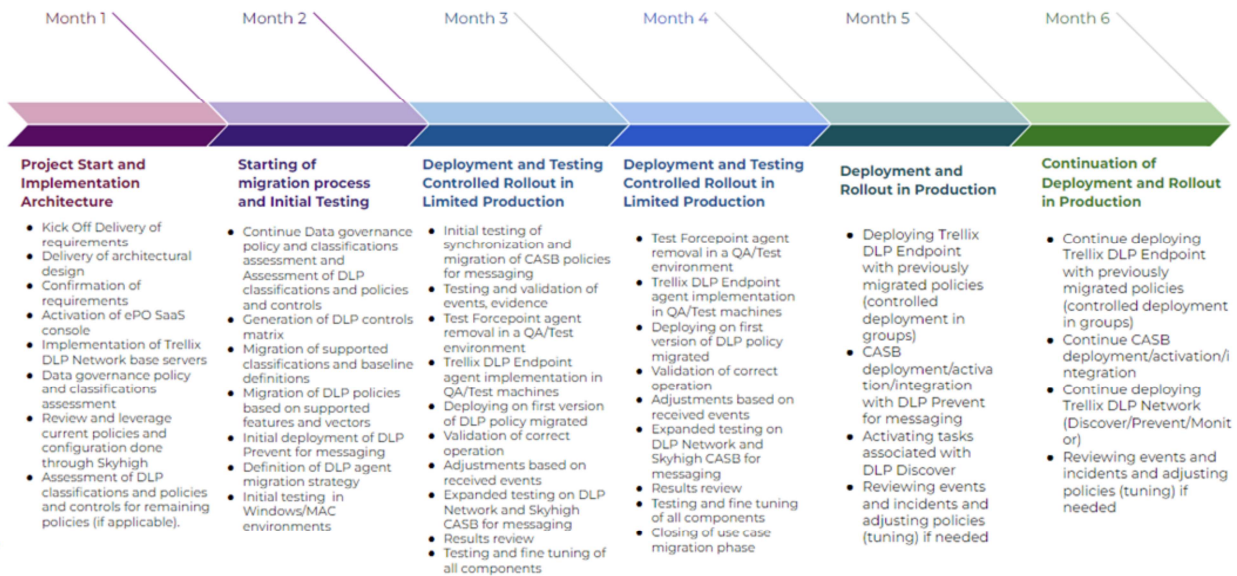 Month 1
Month 2
Month 3
Month 4
Month 5
Month 6
Project Start and
Implementation
Architecture
● Kick Off Delivery of
requirements
● Delivery of architectural
design
● Confirmation of
requirements
● Activation of ePO SaaS
console
● Implementation of Trellix
DLP Network base servers
● Data governance policy
and classifications
assessment
● Review and leverage
current policies and
configuration done
through Skyhigh
● Assessment of DLP
classifications and policies
and controls for remaining
policies (if applicable).
Starting of
migration process
and Initial Testing
● Continue Data governance
policy and classifications
assessment and
Assessment of DLP
classifications and policies
and controls
● Generation of DLP controls
matrix
● Migration of supported
classifications and baseline
definitions
● Migration of DLP policies
based on supported
features and vectors
● Initial deployment of DLP
Prevent for messaging
● Definition of DLP agent
migration strategy
● Initial testing in
Windows/MAC
environments
Deployment and Testing
Controlled Rollout in
Limited Production
● Initial testing of
synchronization and
migration of CASB policies
for messaging
● Testing and validation of
events, evidence
● Test Forcepoint agent
removal in a QA/Test
environment
● Trellix DLP Endpoint
agent implementation in
QA/Test machines
● Deploying on first version
of DLP policy migrated
● Validation of correct
operation
● Adjustments based on
received events
● Expanded testing on DLP
Network and Skyhigh
CASB for messaging
● Results review
● Testing and fine tuning of
all components
Deployment and Testing
Controlled Rollout in
Limited Production
● Test Forcepoint agent
removal in a QA/Test
environment
● Trellix DLP Endpoint
agent implementation
in QA/Test machines
● Deploying on first
version of DLP policy
migrated
● Validation of correct
operation
● Adjustments based on
received events
● Expanded testing on
DLP Network and
Skyhigh CASB for
messaging
● Results review
● Testing and fine tuning
of all components
● Closing of use case
migration phase
Deployment and
Rollout in Production
● Deploying Trellix
DLP Endpoint
with previously
migrated policies
(controlled
deployment in
groups)
● CASB
deployment/activa
tion/integration
with DLP Prevent
for messaging
● Activating tasks
associated with
DLP Discover
● Reviewing events
and incidents and
adjusting policies
(tuning) if needed
Continuation of
Deployment and Rollout
in Production
● Continue deploying
Trellix DLP Endpoint
with previously
migrated policies
(controlled deployment
in groups)
● Continue CASB
deployment/activation/i
ntegration
● Continue deploying
Trellix DLP Network
(Discover/Prevent/Monit
or)
● Reviewing events and
incidents and adjusting
policies (tuning) if
needed